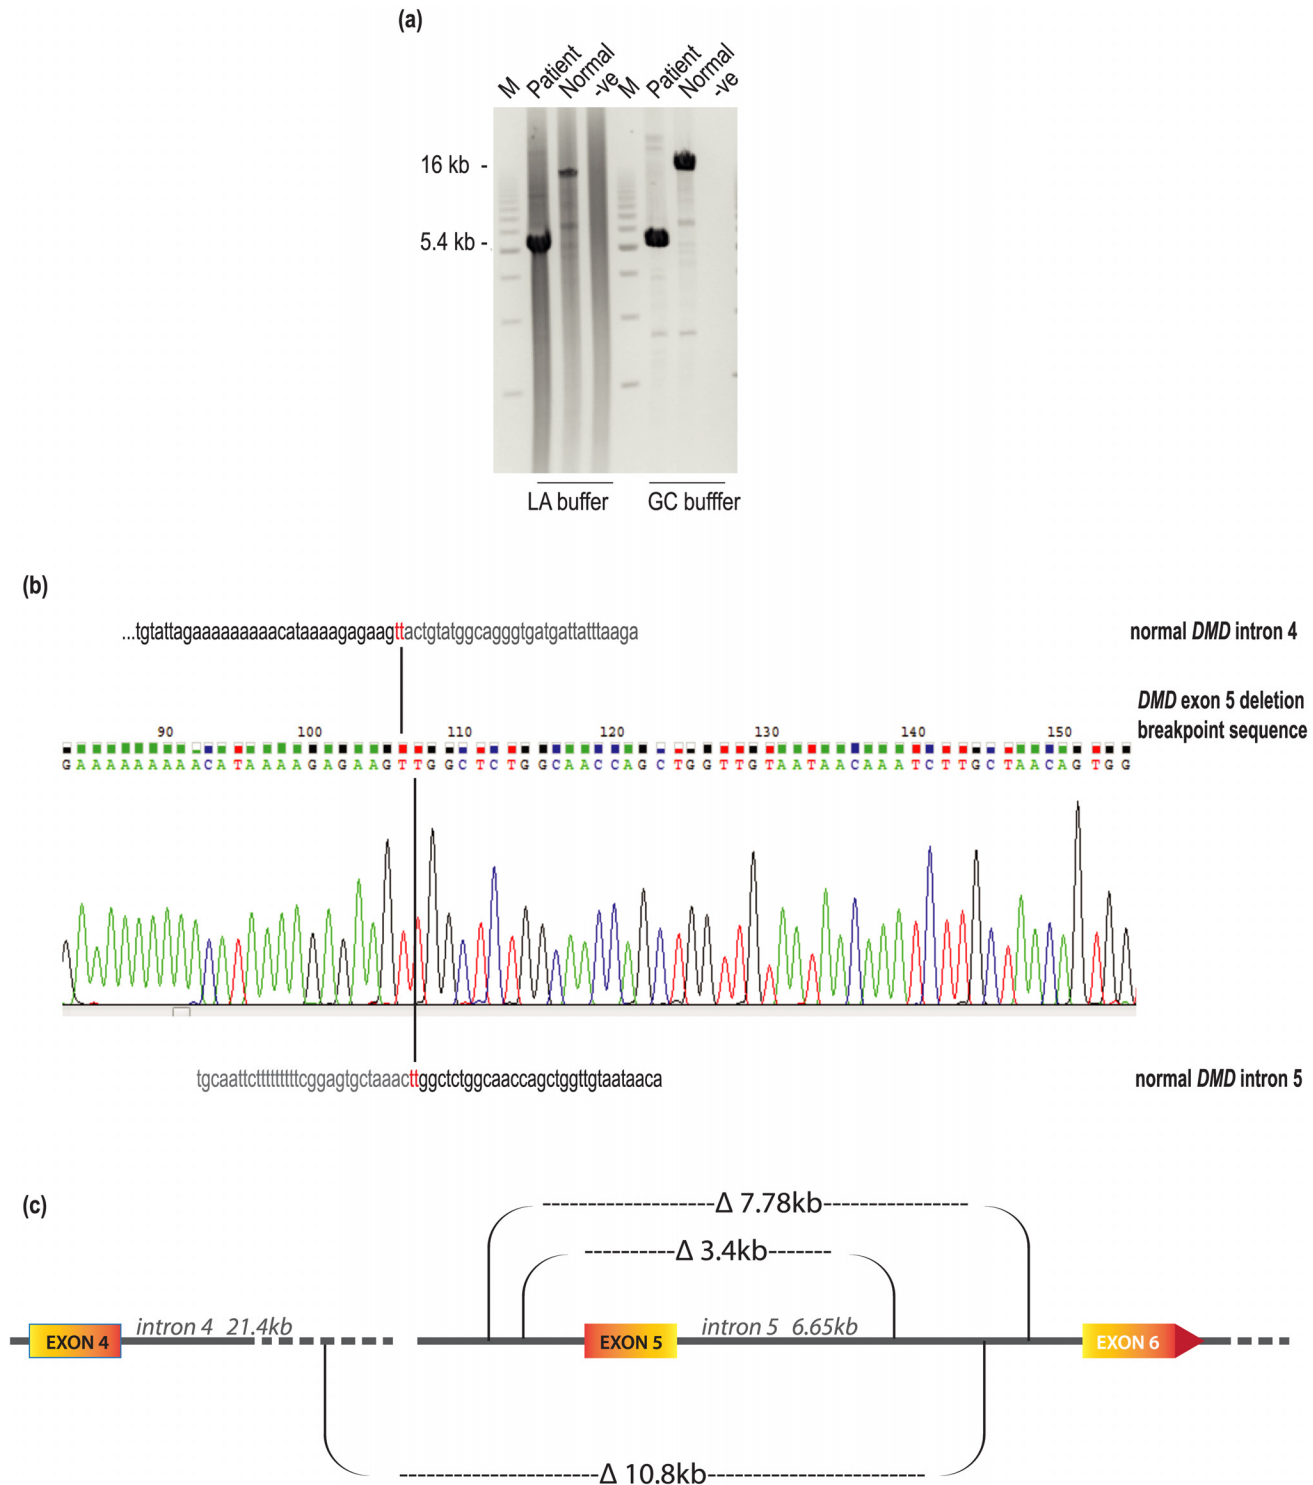 (a)
M Patient Normal -ve M Patient Normal -ve
16 kb -
5.4 kb -
LA buffer GC bufffer
(b)
...tgtattagaaaaaaaaaacataaaagagaagttactgtatggcagggtgatgattatttaaga normal DMD intron 4
DMD exon 5 deletion
breakpoint sequence
90 100 110 120 130 140 150
GAAAAAAAAACATAAAAGAGAAGTTGGCTCTGGCAACCAGCTGGTTGTAATAACAAATCTTGCTAACAGTGG
tgcaattcttttttttttcggagtgctaaacttggctctggcaaccagctggttgtaataaca normal DMD intron 5
(c)
Δ 7.78kb
Δ 3.4kb
EXON 4 intron 4 21.4kb EXON 5 intron 5 6.65kb EXON 6
Δ 10.8kb